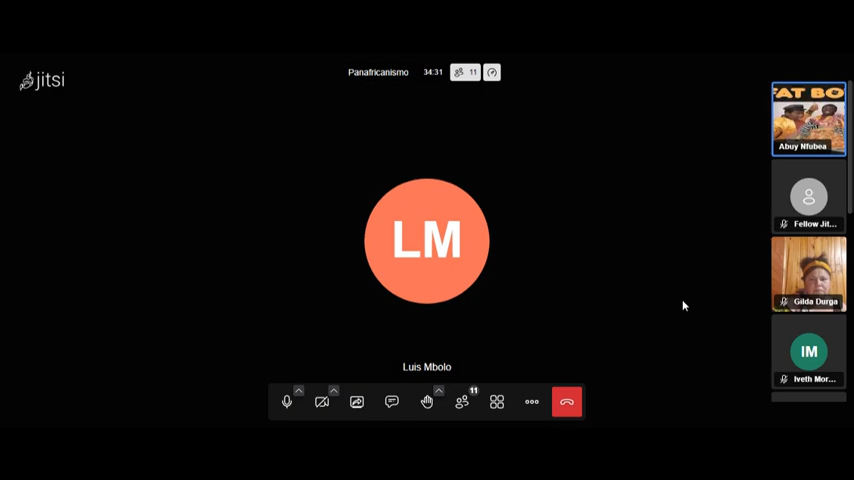 jitsi
Panafricanismo 34:31 11
FAT BO
Abuy Nfubea
Fellow Jit...
LM
Gilda Durga
IM
Iveth Mor...
Luis Mbolo
11